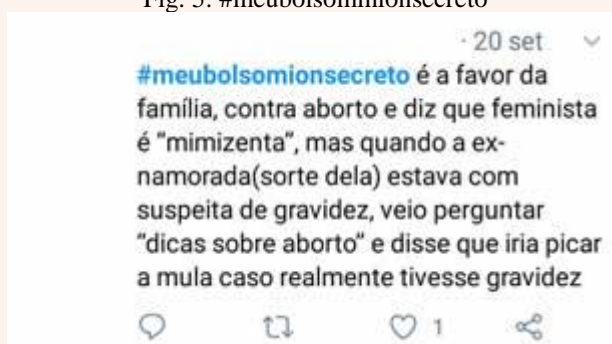 Fig. 5: #meubolsominionsecreto
· 20 set
#meubolsomionsecreto é a favor da
família, contra aborto e diz que feminista
é “mimizenta”, mas quando a ex-
namorada(sorte dela) estava com
suspeita de gravidez, veio perguntar
“dicas sobre aborto” e disse que iria picar
a mula caso realmente tivesse gravidez
1